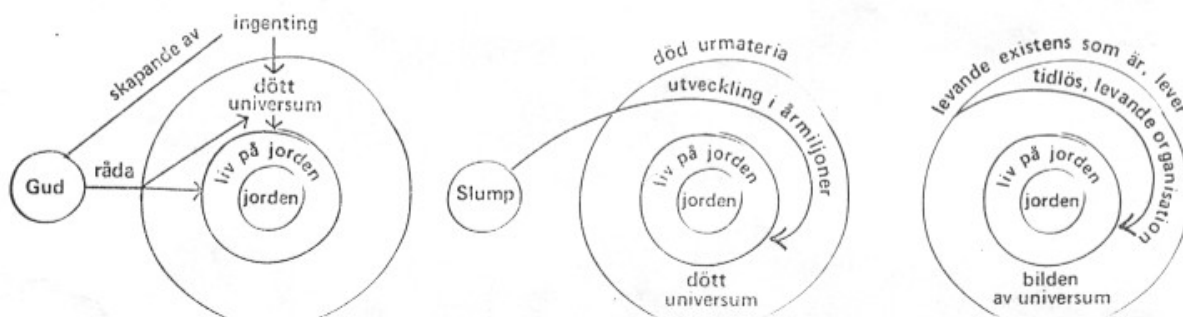 ingenting
skapande av
dött
universum
råda
Gud
liv på jorden
jorden
död urmateria
utveckling i årmiljoner
Slump
liv på jorden
jorden
dött
universum
levande existens som är, lever
tidlös, levande organisation
liv på jorden
jorden
bilden
av universum